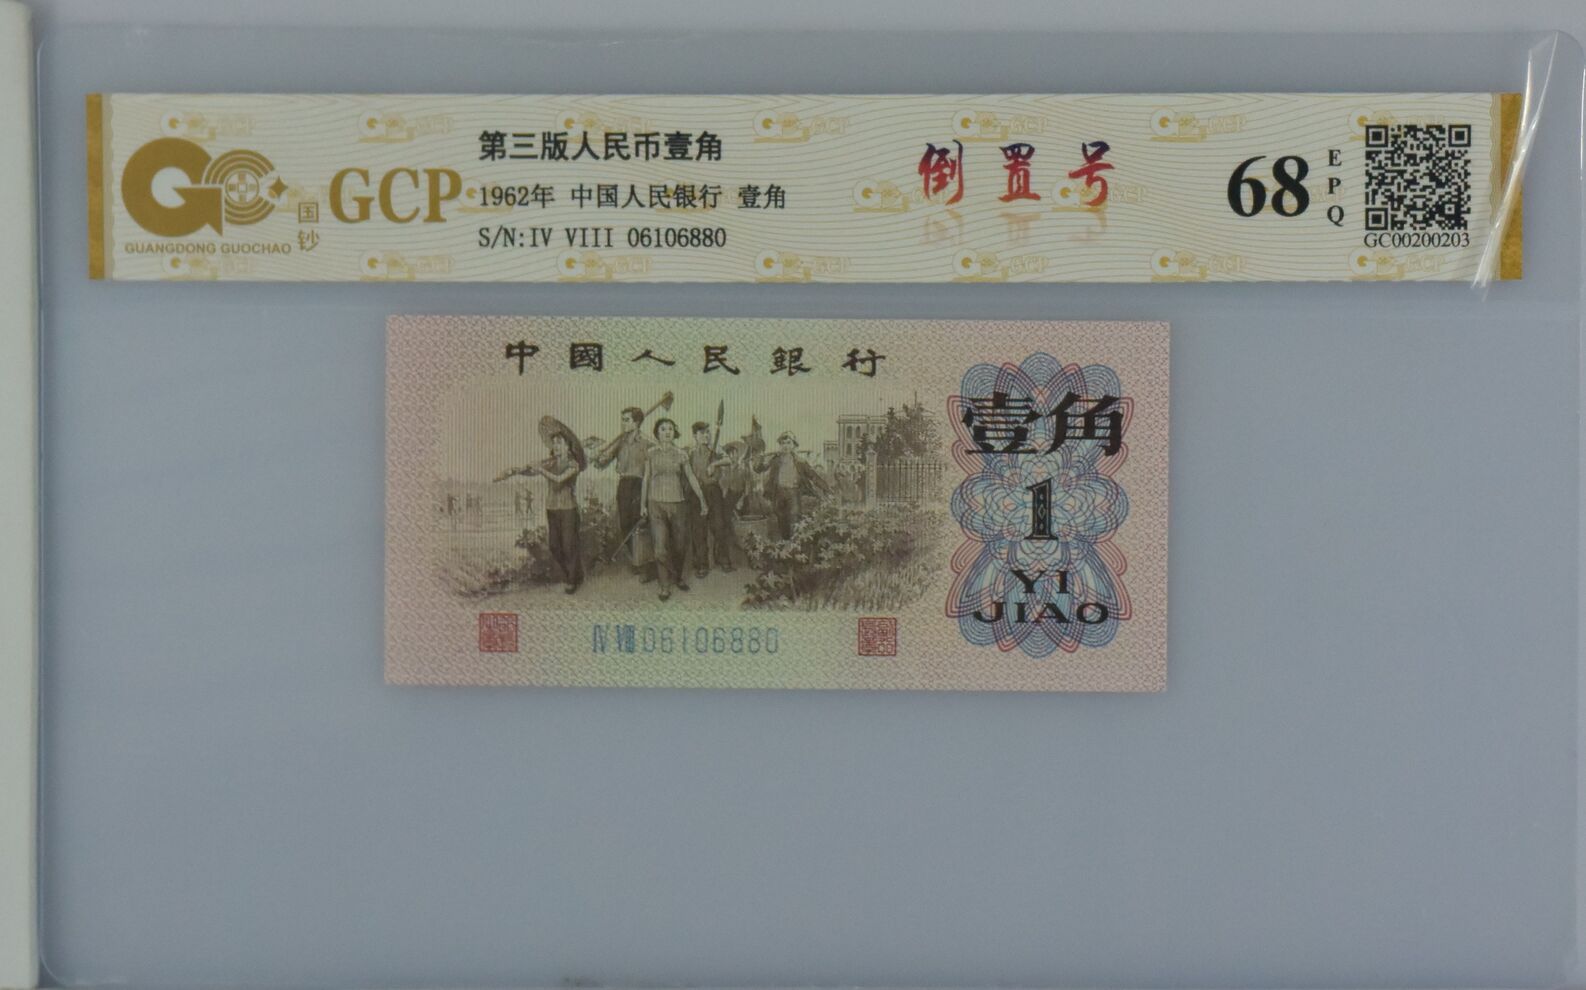 GUANGDONG GUOCHAO
国钞
GCP
第三版人民币壹角
1962年 中国人民银行 壹角
S/N:IV VIII 06106880
倒置号
68
EPQ
GC00200203
中國人民銀行
壹角
1
YI
JIAO
IV VIII 06106880